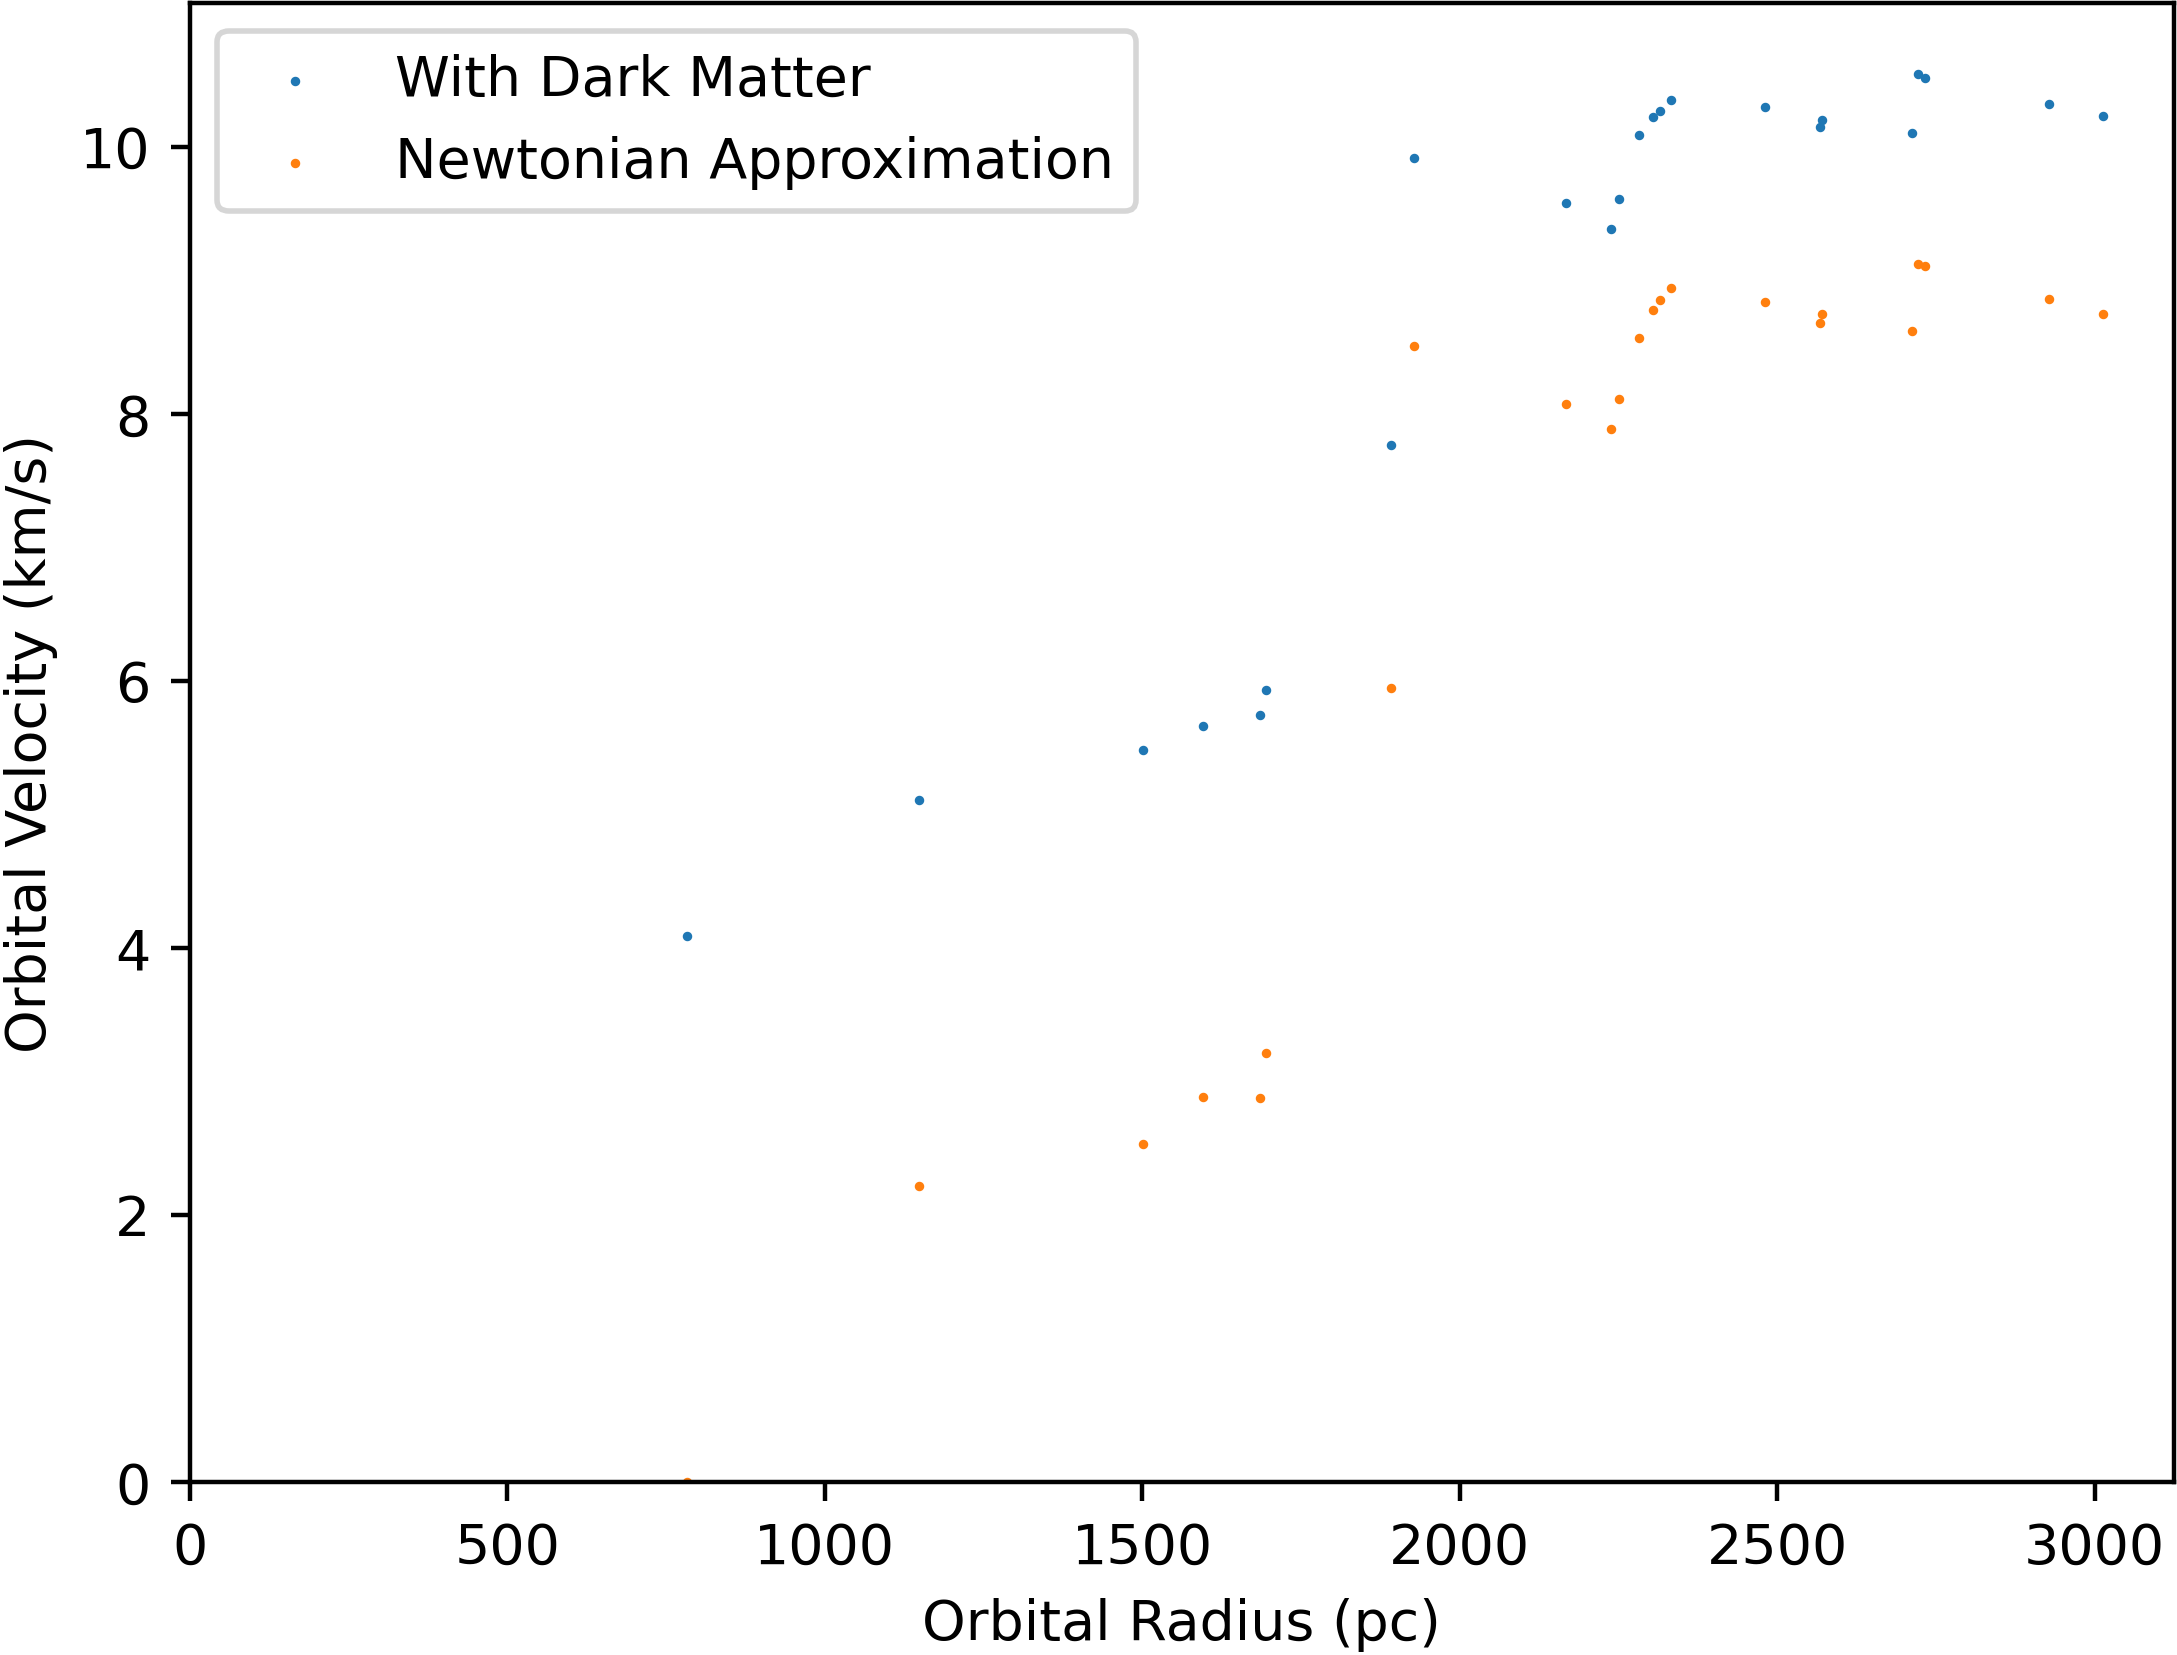 With Dark Matter
Newtonian Approximation
10
8
6
4
2
0
Orbital Velocity (km/s)
0 500 1000 1500 2000 2500 3000
Orbital Radius (pc)